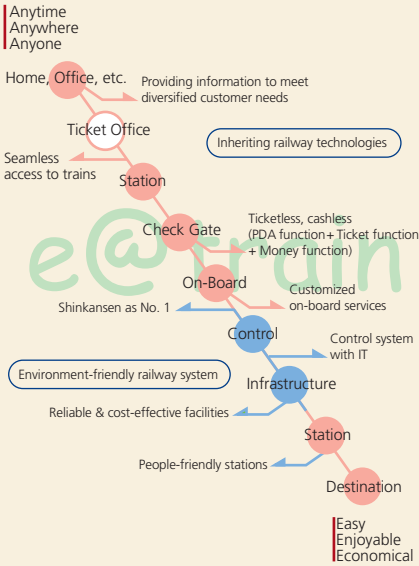 Anytime
Anywhere
Anyone
Home, Office, etc.
Providing information to meet
diversified customer needs
Ticket Office
Inheriting railway technologies
Seamless
access to trains
Station
Check Gate
Ticketless, cashless
(PDA function+Ticket function
+ Money function)
e@train
On-Board
Customized
on-board services
Shinkansen as No. 1
Control
Control system
with IT
Environment-friendly railway system
Infrastructure
Reliable & cost-effective facilities
Station
People-friendly stations
Destination
Easy
Enjoyable
Economical